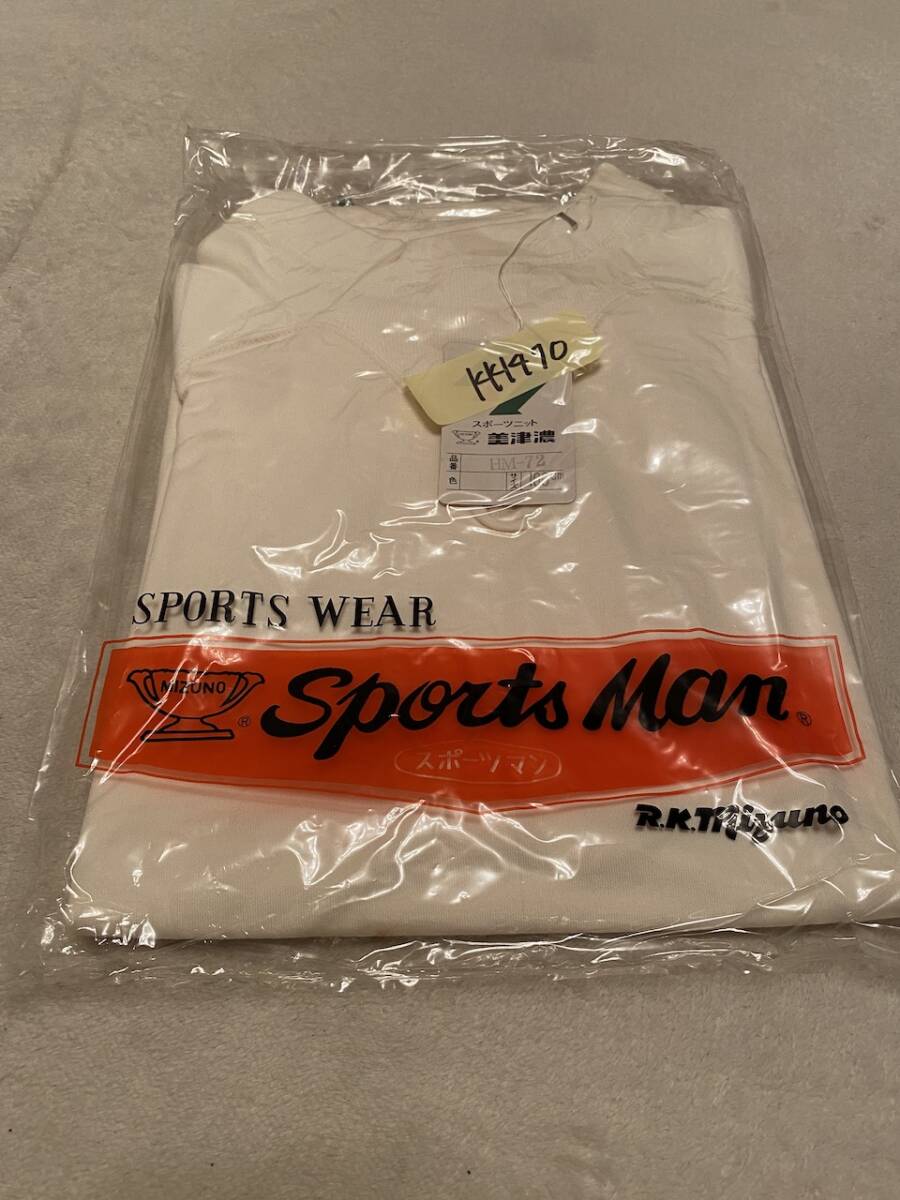 KK1470
スポーツニット
美津濃
品番 HM-72
色 サイズ
SPORTS WEAR
MIZUNO ® Sports Man ®
スポーツマン
R.K.Mizuno